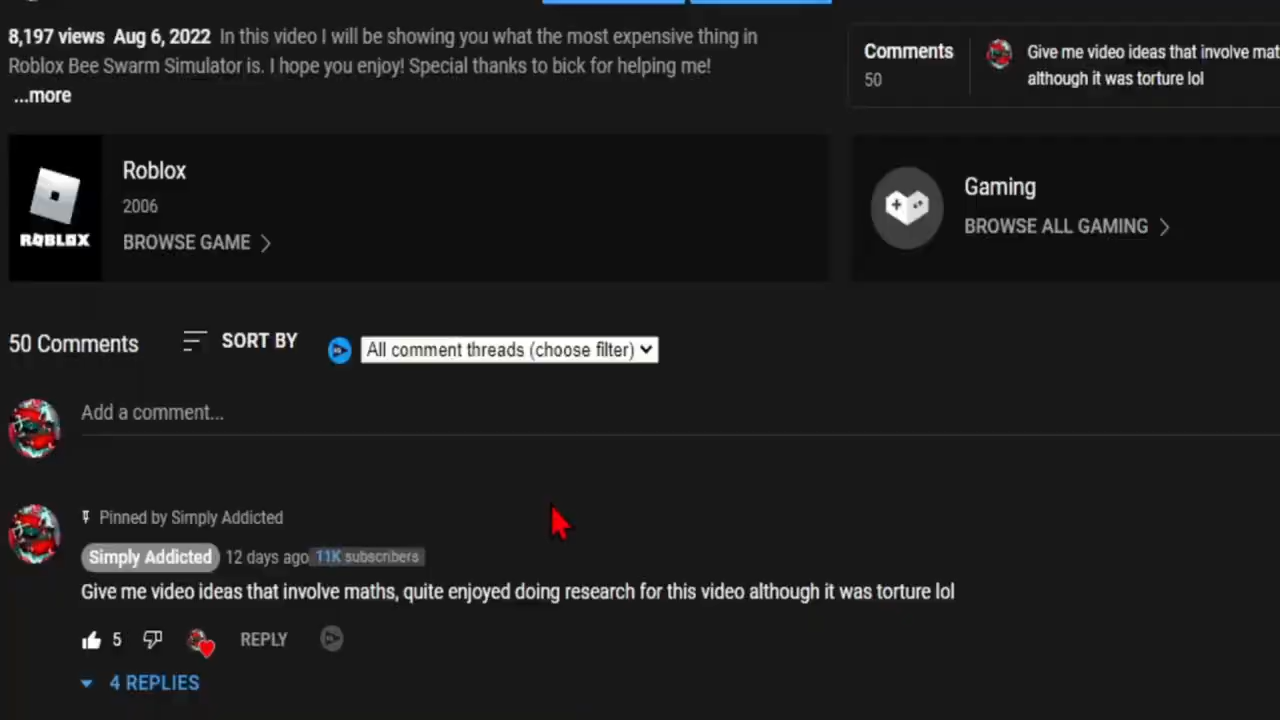 8,197 views Aug 6, 2022 In this video I will be showing you what the most expensive thing in
Roblox Bee Swarm Simulator is. I hope you enjoy! Special thanks to bick for helping me!
...more
Comments
50
Give me video ideas that involve mat
although it was torture lol
ROBLOX
Roblox
2006
BROWSE GAME
Gaming
BROWSE ALL GAMING
50 Comments
SORT BY
All comment threads (choose filter)
Add a comment...
Pinned by Simply Addicted
Simply Addicted 12 days ago 11K subscribers
Give me video ideas that involve maths, quite enjoyed doing research for this video although it was torture lol
5
REPLY
4 REPLIES